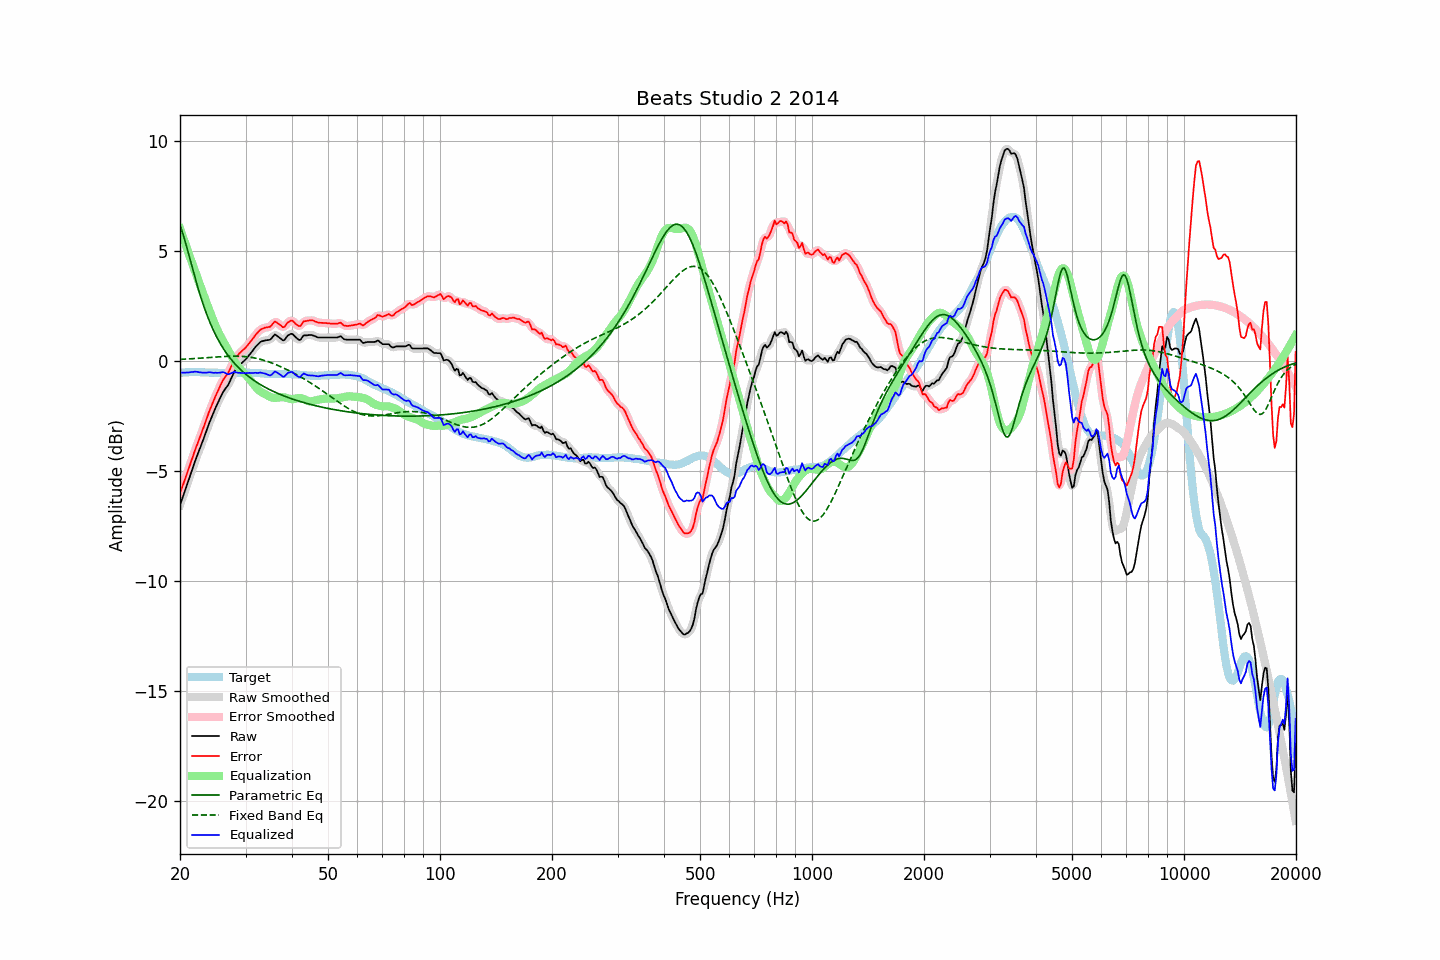 Beats Studio 2 2014
Amplitude (dBr)
10
5
0
−5
−10
−15
−20
Target
Raw Smoothed
Error Smoothed
Raw
Error
Equalization
Parametric Eq
Fixed Band Eq
Equalized
20 50 100 200 500 1000 2000 5000 10000 20000
Frequency (Hz)